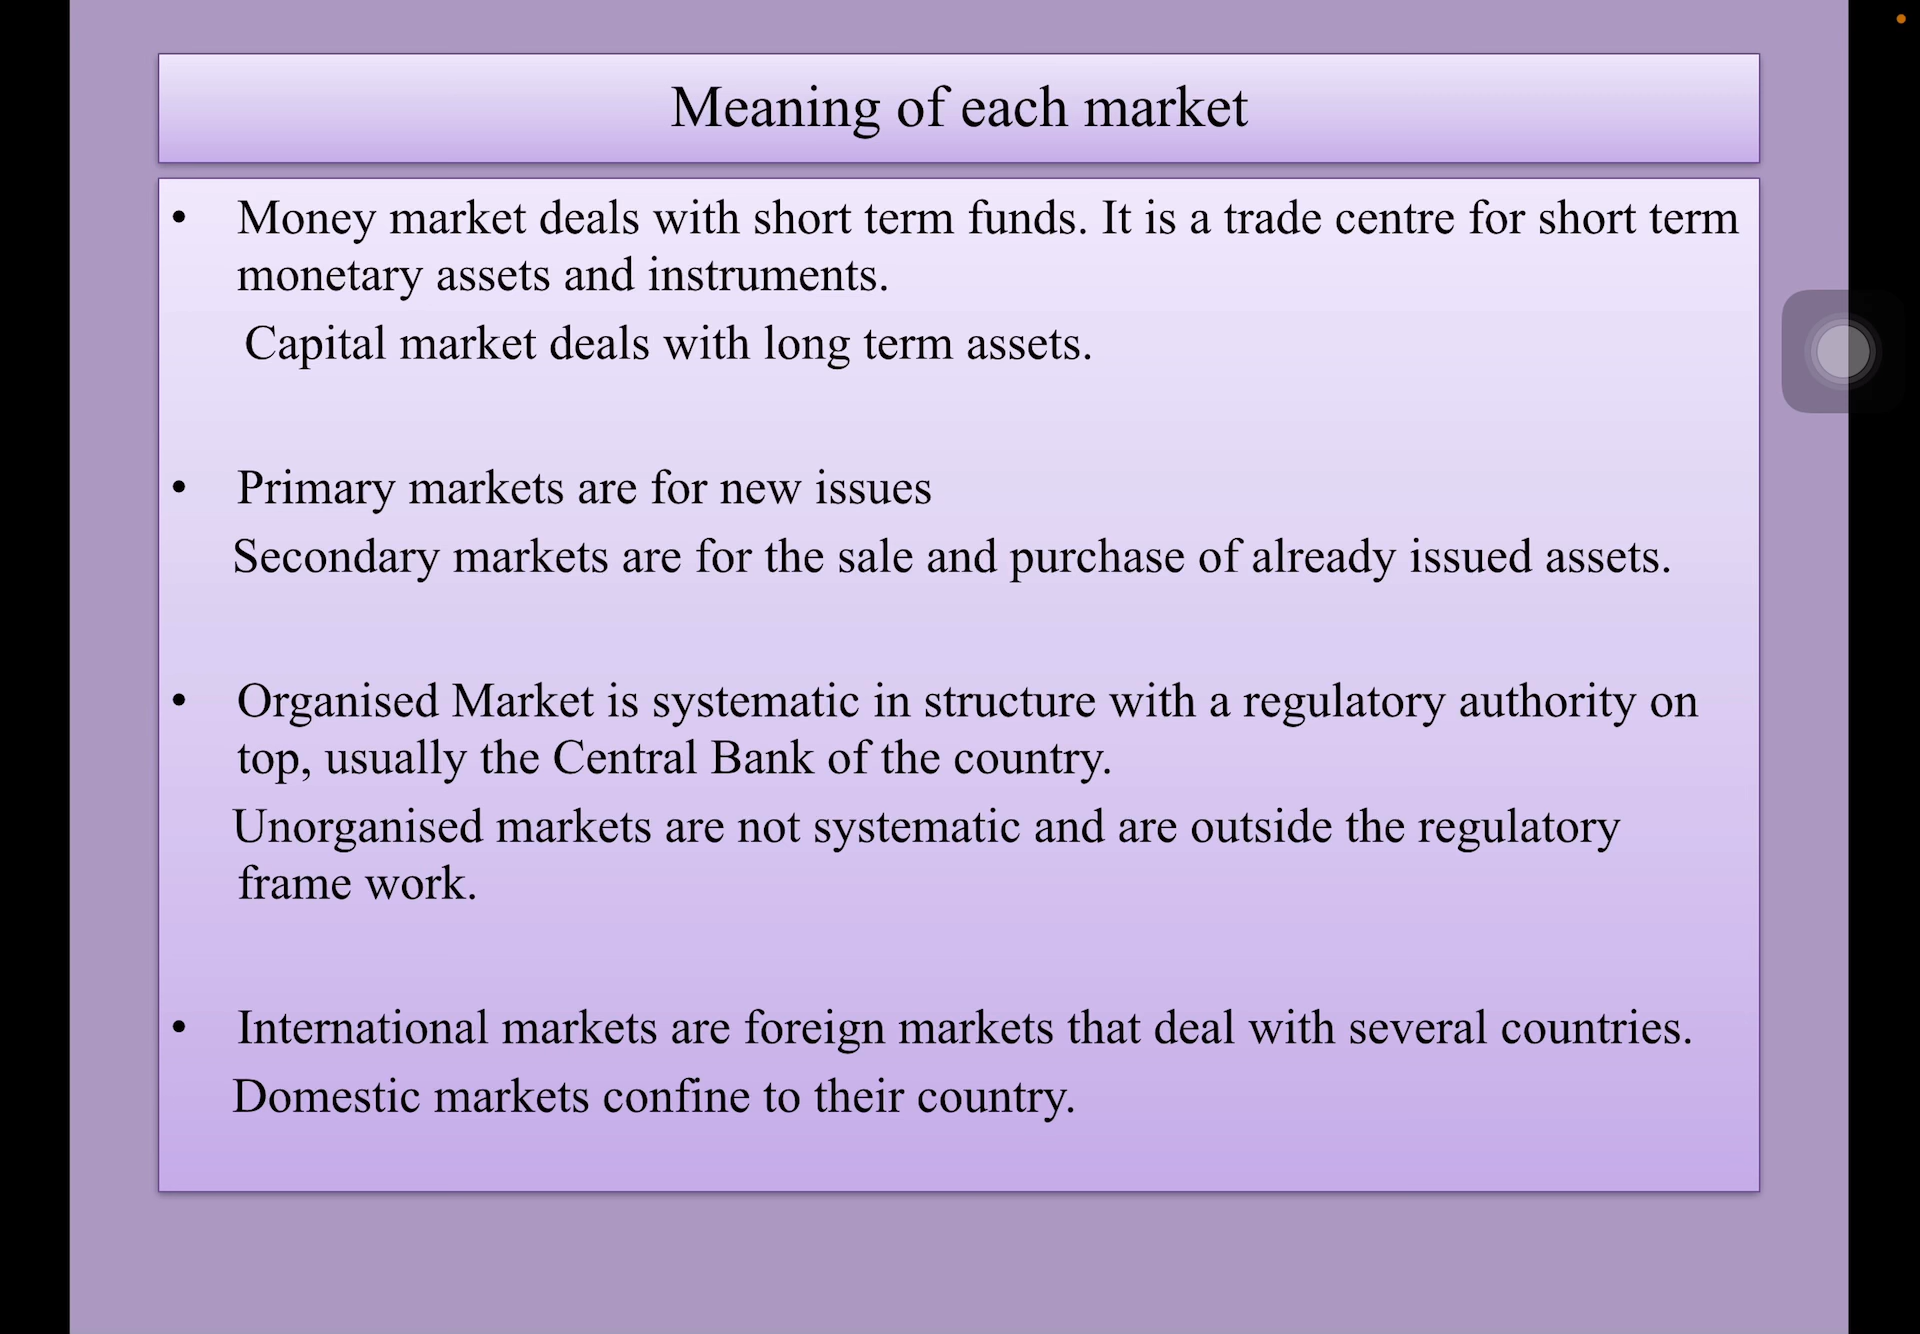 Meaning of each market
• Money market deals with short term funds. It is a trade centre for short term
monetary assets and instruments.
Capital market deals with long term assets.
• Primary markets are for new issues
Secondary markets are for the sale and purchase of already issued assets.
• Organised Market is systematic in structure with a regulatory authority on
top, usually the Central Bank of the country.
Unorganised markets are not systematic and are outside the regulatory
frame work.
• International markets are foreign markets that deal with several countries.
Domestic markets confine to their country.